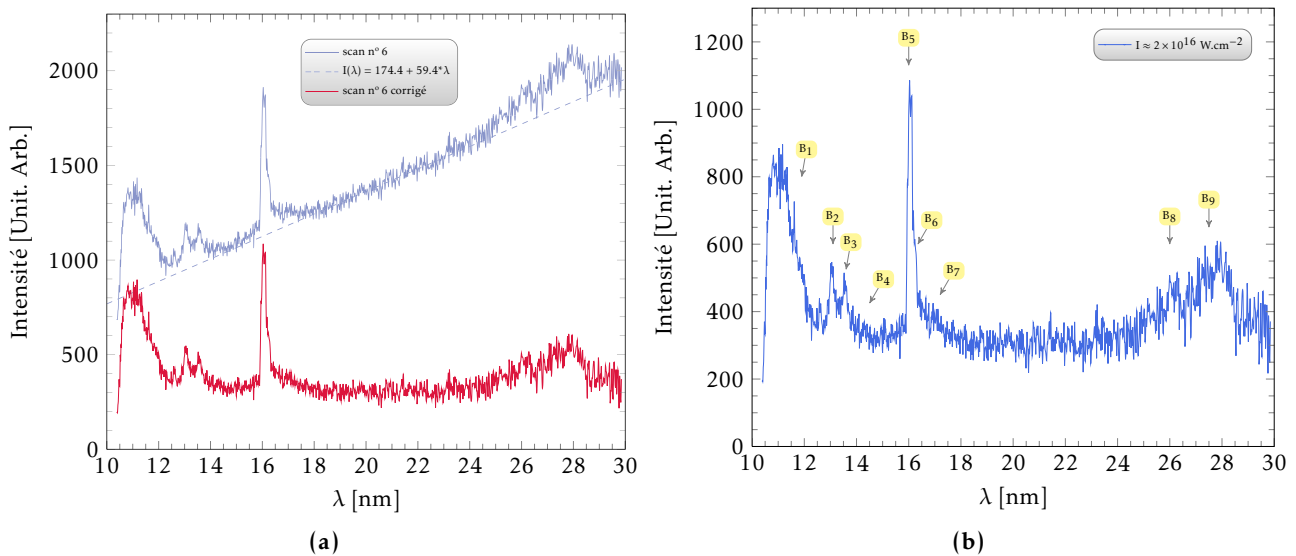 scan nº 6
I(λ) = 174.4 + 59.4*λ
scan nº 6 corrigé
2000
1500
1000
500
0
10 12 14 16 18 20 22 24 26 28 30
Intensité [Unit. Arb.]
λ [nm]
(a)
I ≈ 2 × 10¹⁶ W.cm⁻²
B₁
B₂
B₃
B₄
B₅
B₆
B₇
B₈
B₉
1200
1000
800
600
400
200
0
10 12 14 16 18 20 22 24 26 28 30
Intensité [Unit. Arb.]
λ [nm]
(b)